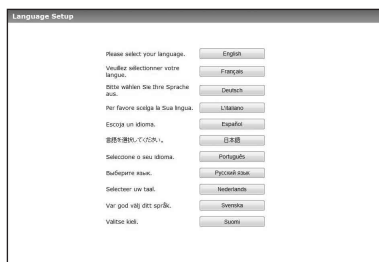 Language Setup
Please select your language.
English
Veuillez sélectionner votre
langue.
Français
Bitte wählen Sie Ihre Sprache
aus.
Deutsch
Per favore scelga la Sua lingua.
L'italiano
Escoja un idioma.
Español
言語を選択してください。
日本語
Seleccione o seu idioma.
Português
Выберите язык.
Русский язык
Selecteer uw taal.
Nederlands
Var god välj ditt språk.
Svenska
Valitse kieli.
Suomi